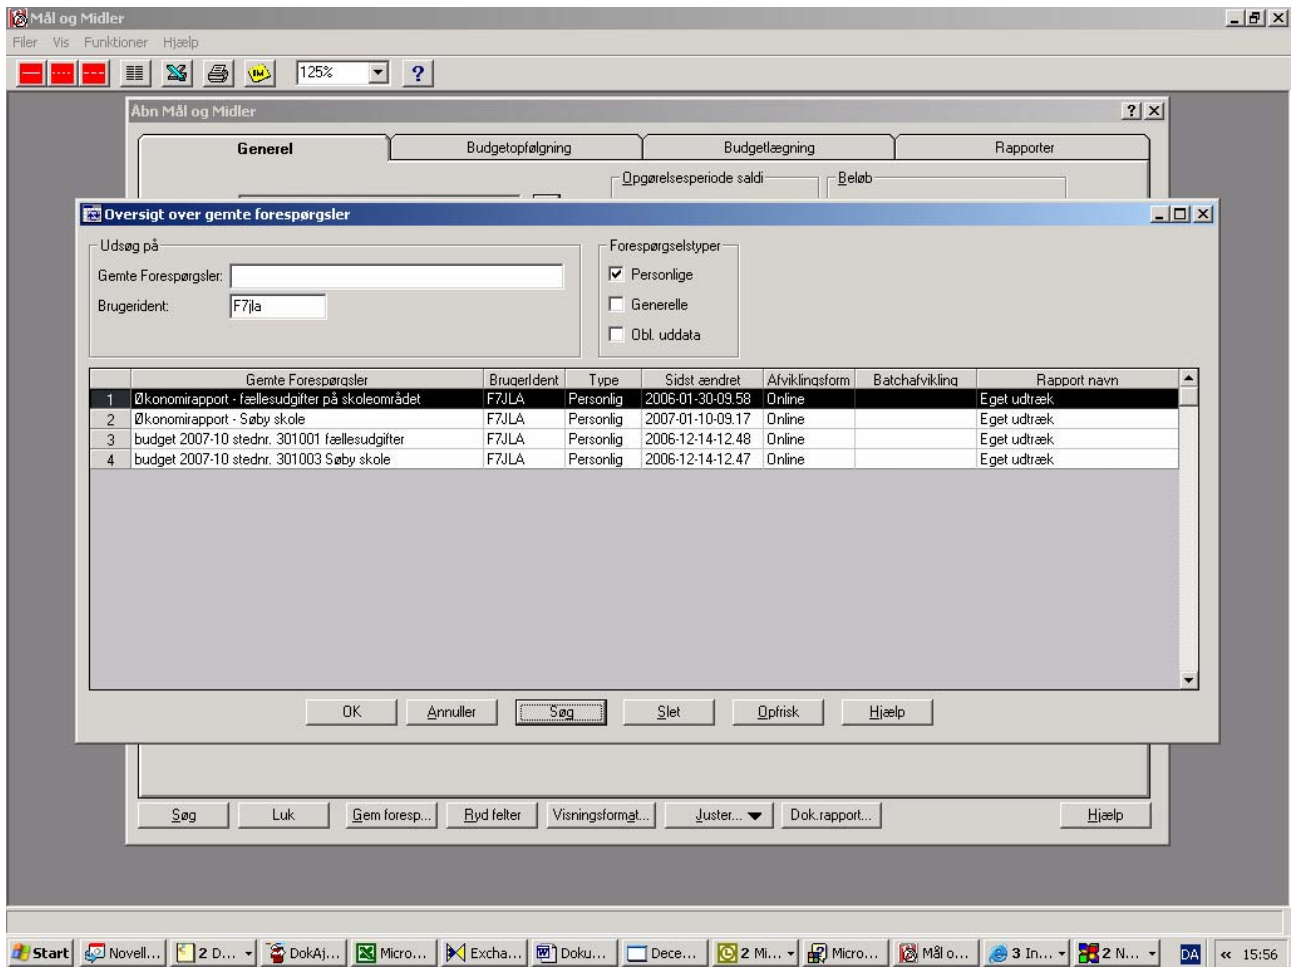 Mål og Midler
Filer Vis Funktioner Hjælp
125%
Åbn Mål og Midler
Generel Budgetopfølgning Budgetlægning Rapporter
Opgørelsesperiode saldi Beløb
Oversigt over gemte forespørgsler
Udsøg på Forespørgselstyper
Gemte Forespørgsler: Personlige
Brugerident: F7jla Generelle
Obl. uddata
Gemte Forespørgsler BrugerIdent Type Sidst ændret Afviklingsform Batchafvikling Rapport navn
1 Økonomirapport - fællesudgifter på skoleområdet F7JLA Personlig 2006-01-30-09.58 Online Eget udtræk
2 Økonomirapport - Søby skole F7JLA Personlig 2007-01-10-09.17 Online Eget udtræk
3 budget 2007-10 stednr. 301001 fællesudgifter F7JLA Personlig 2006-12-14-12.48 Online Eget udtræk
4 budget 2007-10 stednr. 301003 Søby skole F7JLA Personlig 2006-12-14-12.47 Online Eget udtræk
OK Annuller Søg Slet Opfrisk Hjælp
Søg Luk Gem foresp... Ryd felter Visningsformat... Juster... Dok.rapport... Hjælp
Start Novell... 2 D... DokAj... Micro... Excha... Doku... Dece... 2 Mi... Micro... Mål o... 3 In... 2 N... DA « 15:56